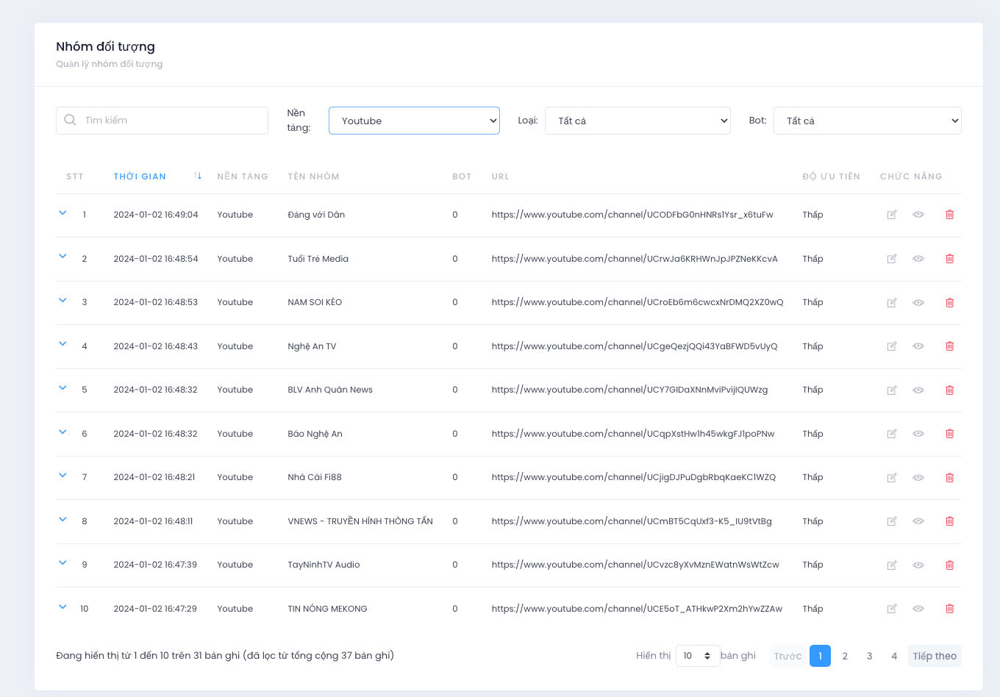 Nhóm đối tượng
Quản lý nhóm đối tượng
Tìm kiếm
Nền tảng:
Youtube
Loại:
Tất cả
Bot:
Tất cả
STT THỜI GIAN NỀN TẢNG TÊN NHÓM BOT URL ĐỘ ƯU TIÊN CHỨC NĂNG
1 2024-01-02 16:49:04 Youtube Đảng với Dân 0 https://www.youtube.com/channel/UCODFbG0nHNRs1Ysr_x6tuFw Thấp
2 2024-01-02 16:48:54 Youtube Tuổi Trẻ Media 0 https://www.youtube.com/channel/UCrwJa6KRHWnJpJPZNeKKcvA Thấp
3 2024-01-02 16:48:53 Youtube NAM SOI KÈO 0 https://www.youtube.com/channel/UCroEb6m6cwcxNrDMQ2XZ0wQ Thấp
4 2024-01-02 16:48:43 Youtube Nghệ An TV 0 https://www.youtube.com/channel/UCgeQezjQQi43YaBFWD5vUyQ Thấp
5 2024-01-02 16:48:32 Youtube BLV Anh Quân News 0 https://www.youtube.com/channel/UCY7GIDaXNnMviPvijIQUWzg Thấp
6 2024-01-02 16:48:32 Youtube Báo Nghệ An 0 https://www.youtube.com/channel/UCqpXstHw1h45wkgFJ1poPNw Thấp
7 2024-01-02 16:48:21 Youtube Nhà Cái Fi88 0 https://www.youtube.com/channel/UCjigDJPuDgbRbqKaeKC1WZQ Thấp
8 2024-01-02 16:48:11 Youtube VNEWS - TRUYỀN HÌNH THÔNG TẤN 0 https://www.youtube.com/channel/UCmBT5CqUxf3-K5_IU9tVtBg Thấp
9 2024-01-02 16:47:39 Youtube TayNinhTV Audio 0 https://www.youtube.com/channel/UCvzc8yXvMznEWatnWsWtZcw Thấp
10 2024-01-02 16:47:29 Youtube TIN NÓNG MEKONG 0 https://www.youtube.com/channel/UCE5oT_ATHkwP2Xm2hYwZZAw Thấp
Đang hiển thị từ 1 đến 10 trên 31 bản ghi (đã lọc từ tổng cộng 37 bản ghi)
Hiển thị 10 bản ghi Trước 1 2 3 4 Tiếp theo